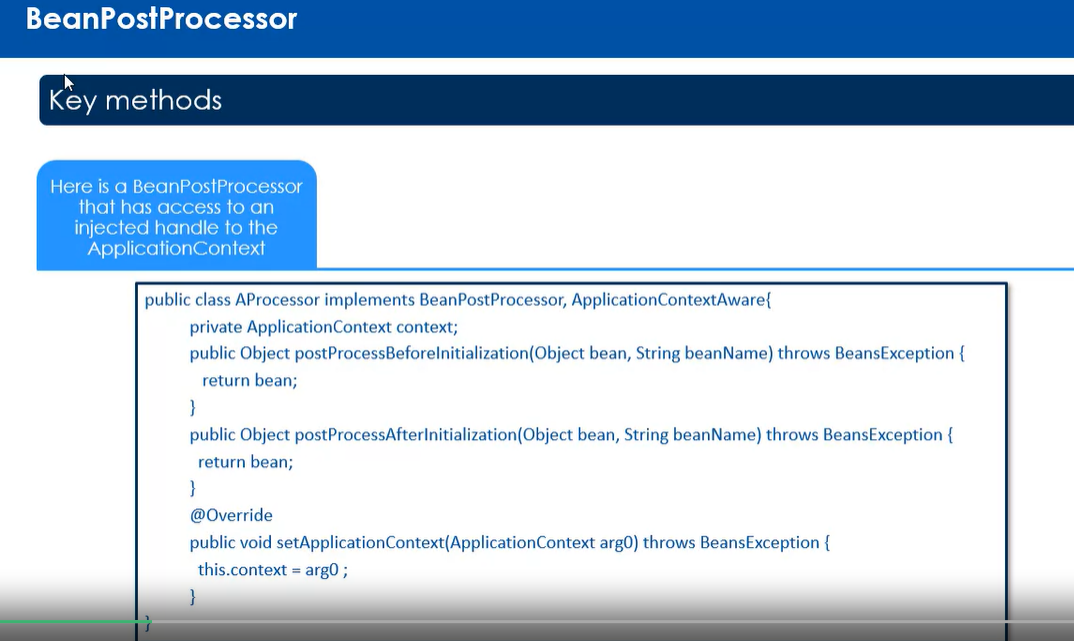 BeanPostProcessor
Key methods
Here is a BeanPostProcessor
that has access to an
injected handle to the
ApplicationContext
public class AProcessor implements BeanPostProcessor, ApplicationContextAware{
private ApplicationContext context;
public Object postProcessBeforeInitialization(Object bean, String beanName) throws BeansException {
return bean;
}
public Object postProcessAfterInitialization(Object bean, String beanName) throws BeansException {
return bean;
}
@Override
public void setApplicationContext(ApplicationContext arg0) throws BeansException {
this.context = arg0 ;
}
}